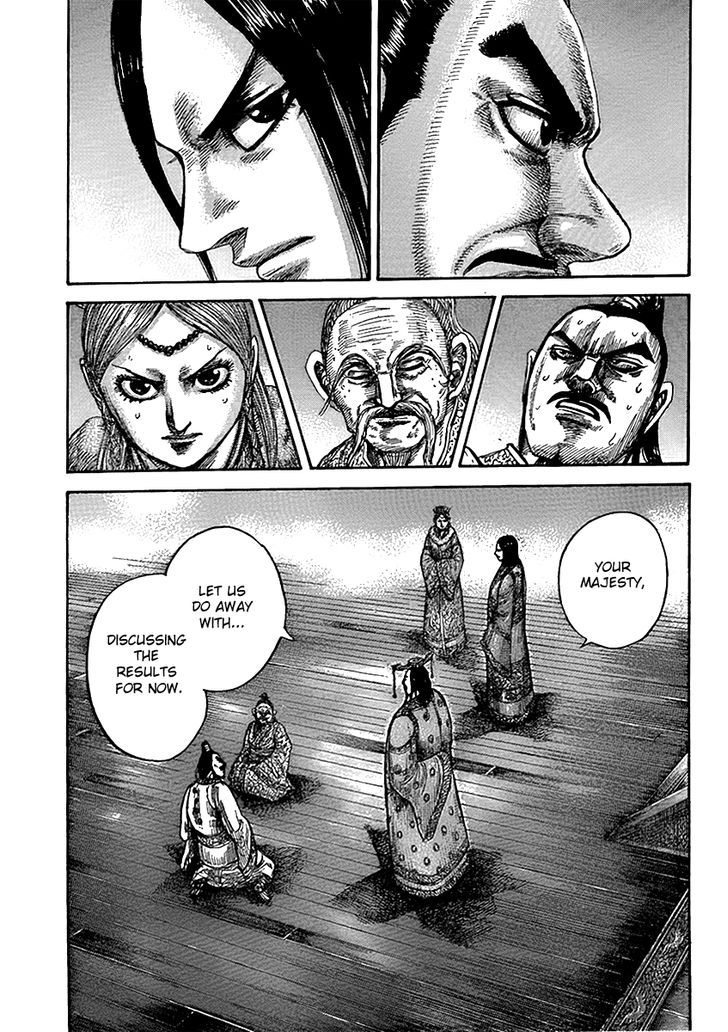 YOUR
MAJESTY,
LET US
DO AWAY
WITH...
DISCUSSING
THE
RESULTS
FOR NOW.